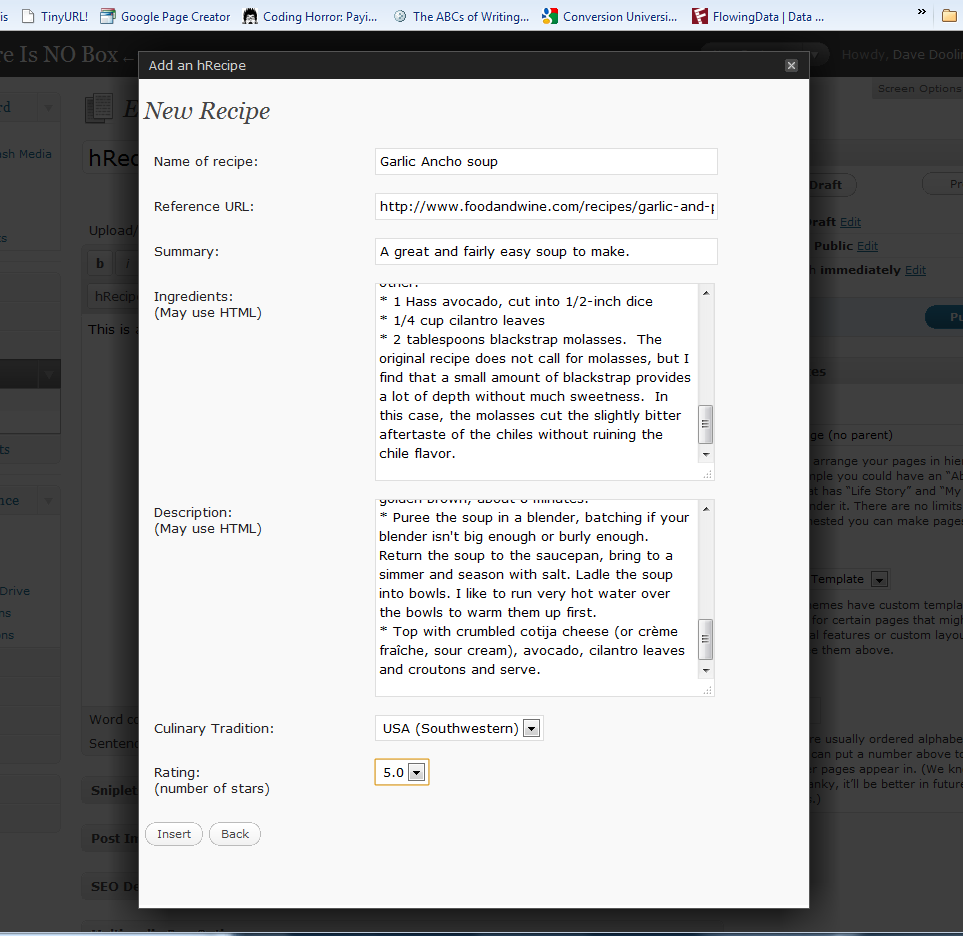 is TinyURL! Google Page Creator Coding Horror: Payi... The ABCs of Writing... Conversion Universi... FlowingData | Data ... »
re Is NO Box ← Howdy, Dave Doolin
Screen Options
Add an hRecipe
New Recipe
Name of recipe: Garlic Ancho soup
Reference URL: http://www.foodandwine.com/recipes/garlic-and-p
Summary: A great and fairly easy soup to make.
Ingredients:
(May use HTML)
other.
* 1 Hass avocado, cut into 1/2-inch dice
* 1/4 cup cilantro leaves
* 2 tablespoons blackstrap molasses.  The
original recipe does not call for molasses, but I
find that a small amount of blackstrap provides
a lot of depth without much sweetness.  In
this case, the molasses cut the slightly bitter
aftertaste of the chiles without ruining the
chile flavor.
Description:
(May use HTML)
golden brown, about 6 minutes.
* Puree the soup in a blender, batching if your
blender isn't big enough or burly enough.
Return the soup to the saucepan, bring to a
simmer and season with salt. Ladle the soup
into bowls. I like to run very hot water over
the bowls to warm them up first.
* Top with crumbled cotija cheese (or crème
fraîche, sour cream), avocado, cilantro leaves
and croutons and serve.
Culinary Tradition: USA (Southwestern)
Rating: 5.0
(number of stars)
Insert Back
rd
ash Media
ts
nce
Drive
ns
ons
E
hRec
Upload/
b i
hRecip
This is a
Word co
Sentenc
Sniplet
Post In
SEO De
Draft
Pr
raft Edit
Public Edit
h immediately Edit
Pu
es
ge (no parent)
arrange your pages in hier
mple you could have an “Ab
at has “Life Story” and “My
nder it. There are no limits
nested you can make pages
Template
emes have custom templa
for certain pages that migh
al features or custom layou
e them above.
re usually ordered alphabe
can put a number above to
r pages appear in. (We kn
anky, it’ll be better in future
.)